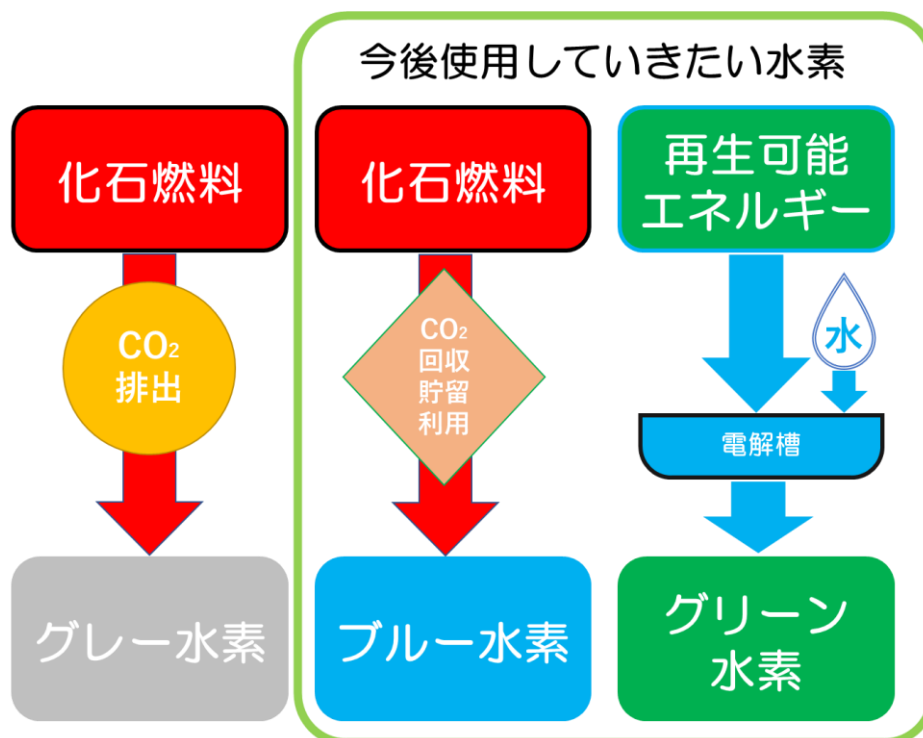 今後使用していきたい水素
化石燃料
CO₂
排出
グレー水素
化石燃料
CO₂
回収
貯留
利用
ブルー水素
再生可能
エネルギー
水
電解槽
グリーン
水素